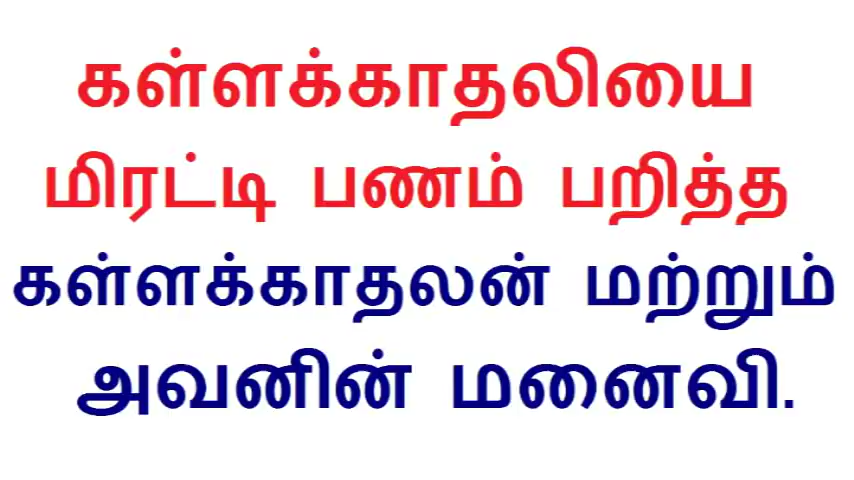 கள்ளக்காதலியை
மிரட்டி பணம் பறித்த
கள்ளக்காதலன் மற்றும்
அவனின் மனைவி.